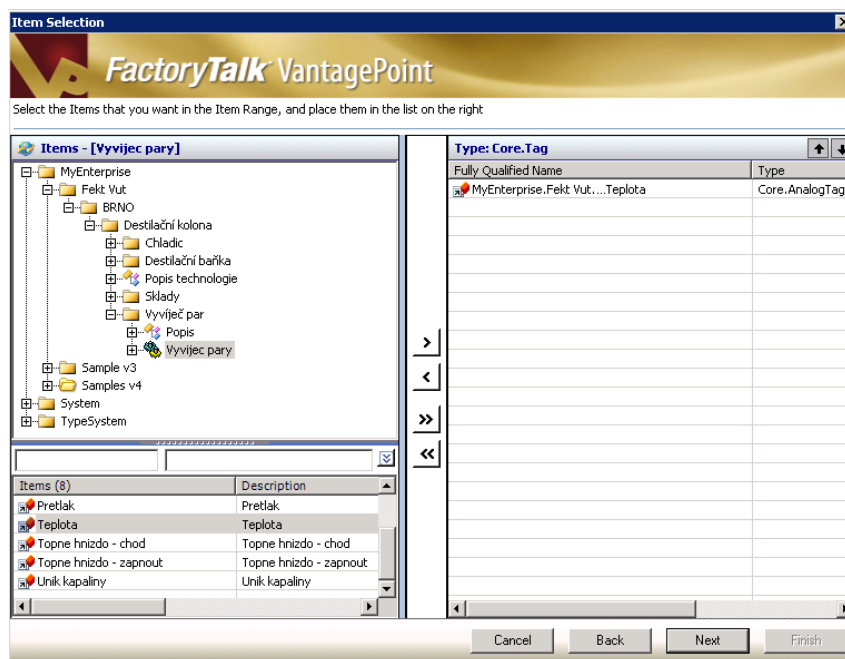 Item Selection
FactoryTalk VantagePoint
Select the Items that you want in the Item Range, and place them in the list on the right
Items - [Vyvijec pary]
MyEnterprise
Fekt Vut
BRNO
Destilační kolona
Chladic
Destilační baňka
Popis technologie
Sklady
Vyvíječ par
Popis
Vyvijec pary
Sample v3
Samples v4
System
TypeSystem
Items (8) Description
Pretlak Pretlak
Teplota Teplota
Topne hnizdo - chod Topne hnizdo - chod
Topne hnizdo - zapnout Topne hnizdo - zapnout
Unik kapaliny Unik kapaliny
> 
<
>>
<<
Type: Core.Tag
Fully Qualified Name Type
MyEnterprise.Fekt Vut....Teplota Core.AnalogTag
Cancel Back Next Finish